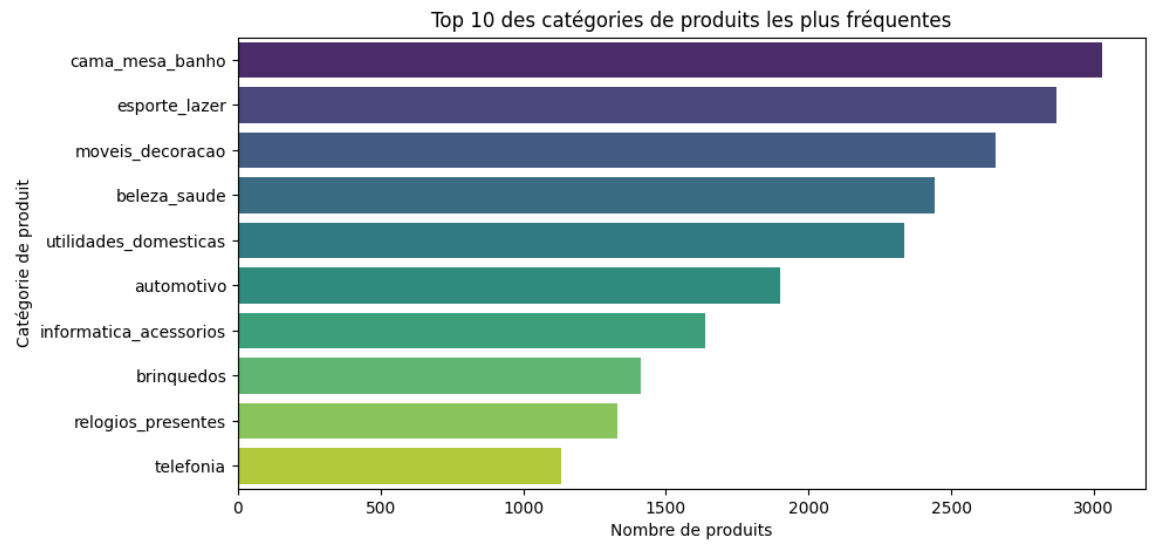 Top 10 des catégories de produits les plus fréquentes
Catégorie de produit
cama_mesa_banho
esporte_lazer
moveis_decoracao
beleza_saude
utilidades_domesticas
automotivo
informatica_acessorios
brinquedos
relogios_presentes
telefonia
0 500 1000 1500 2000 2500 3000
Nombre de produits